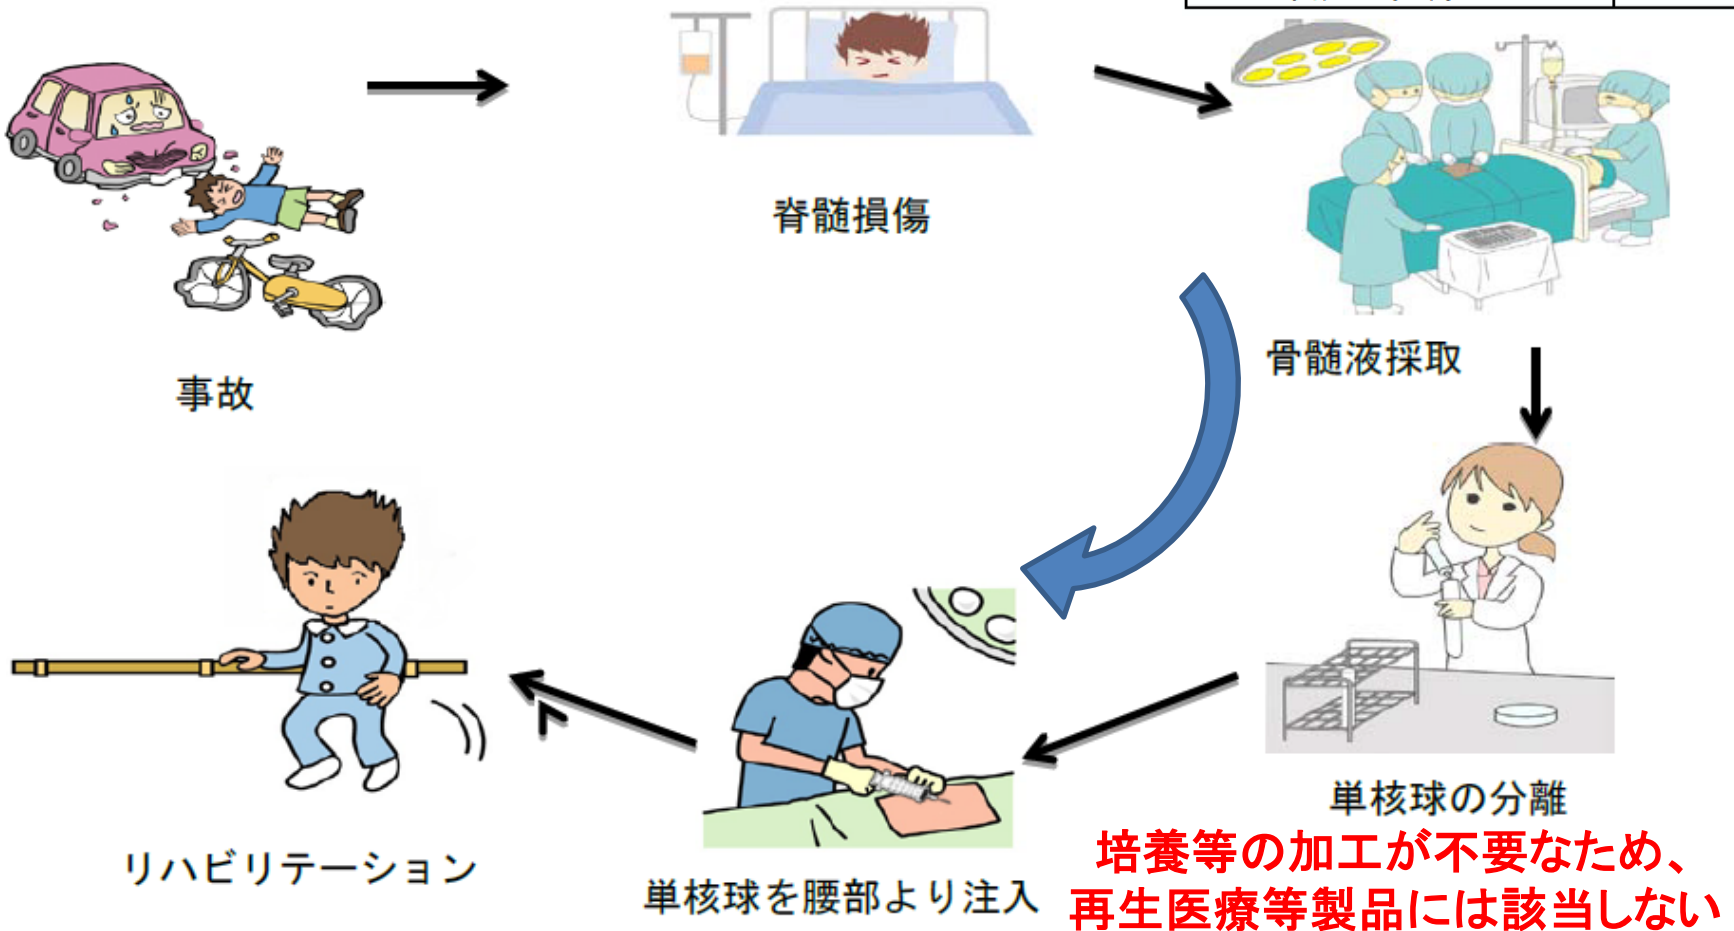 脊髄損傷
骨髄液採取
事故
単核球の分離
培養等の加工が不要なため、
再生医療等製品には該当しない
単核球を腰部より注入
リハビリテーション